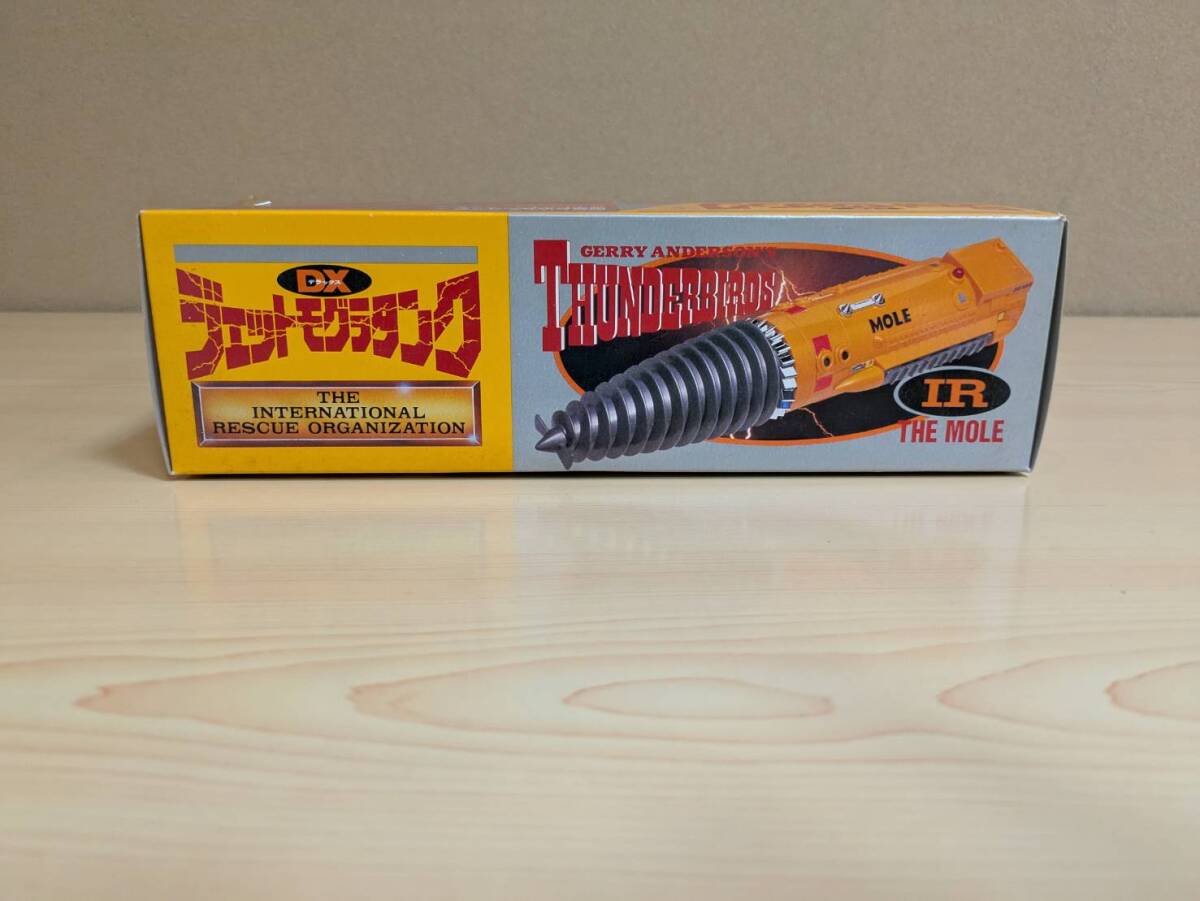 DX
デラックス
ジェットモグラタンク
THE
INTERNATIONAL
RESCUE ORGANIZATION
GERRY ANDERSON'S
THUNDERBIRDS
MOLE
IR
THE MOLE